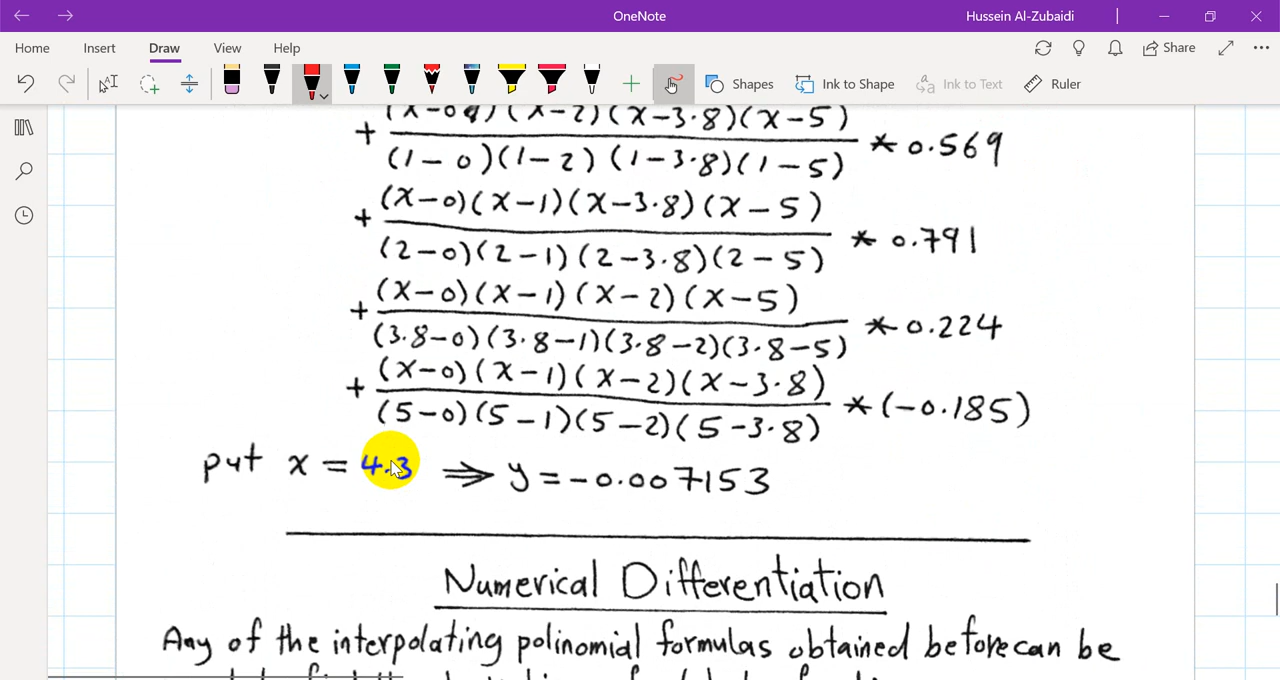 OneNote
Hussein Al-Zubaidi
Home Insert Draw View Help
Share
Shapes Ink to Shape Ink to Text Ruler
(x-0)(x-2)(x-3.8)(x-5)
+ * 0.569
(1-0)(1-2)(1-3.8)(1-5)
(x-0)(x-1)(x-3.8)(x-5)
+ * 0.791
(2-0)(2-1)(2-3.8)(2-5)
(x-0)(x-1)(x-2)(x-5)
+ * 0.224
(3.8-0)(3.8-1)(3.8-2)(3.8-5)
(x-0)(x-1)(x-2)(x-3.8)
+ * (-0.185)
(5-0)(5-1)(5-2)(5-3.8)
put x = 4.3 ⇒ y = -0.007153
Numerical Differentiation
Any of the interpolating polinomial formulas obtained before can be